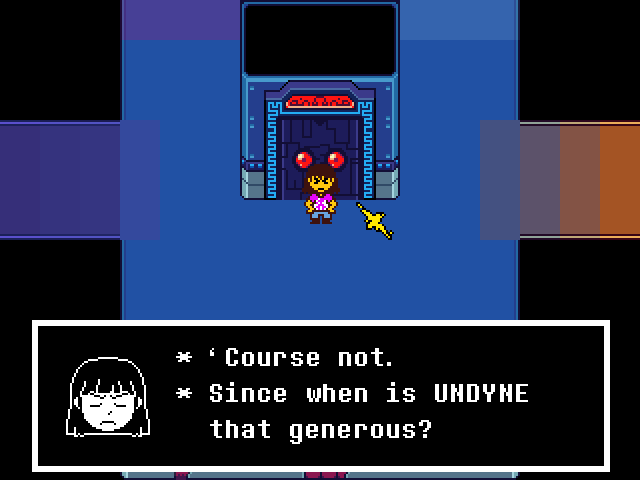 * ‘Course not.
* Since when is UNDYNE
that generous?